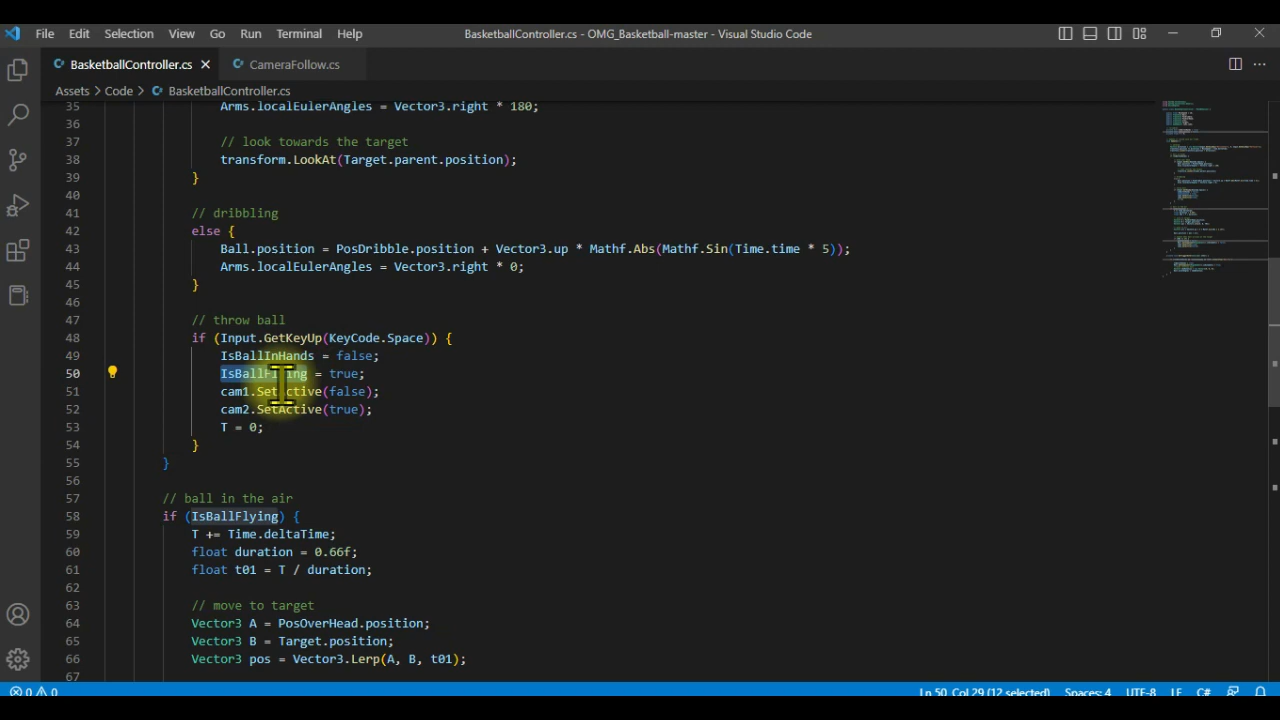 File Edit Selection View Go Run Terminal Help BasketballController.cs - OMG_Basketball-master - Visual Studio Code
BasketballController.cs CameraFollow.cs
Assets > Code > BasketballController.cs
35 Arms.localEulerAngles = Vector3.right * 180;
36
37 // look towards the target
38 transform.LookAt(Target.parent.position);
39 }
40
41 // dribbling
42 else {
43 Ball.position = PosDribble.position + Vector3.up * Mathf.Abs(Mathf.Sin(Time.time * 5));
44 Arms.localEulerAngles = Vector3.right * 0;
45 }
46
47 // throw ball
48 if (Input.GetKeyUp(KeyCode.Space)) {
49 IsBallInHands = false;
50 IsBallFlying = true;
51 cam1.SetActive(false);
52 cam2.SetActive(true);
53 T = 0;
54 }
55 }
56
57 // ball in the air
58 if (IsBallFlying) {
59 T += Time.deltaTime;
60 float duration = 0.66f;
61 float t01 = T / duration;
62
63 // move to target
64 Vector3 A = PosOverHead.position;
65 Vector3 B = Target.position;
66 Vector3 pos = Vector3.Lerp(A, B, t01);
67
0 0 Ln 50, Col 29 (12 selected) Spaces: 4 UTF-8 LF C#